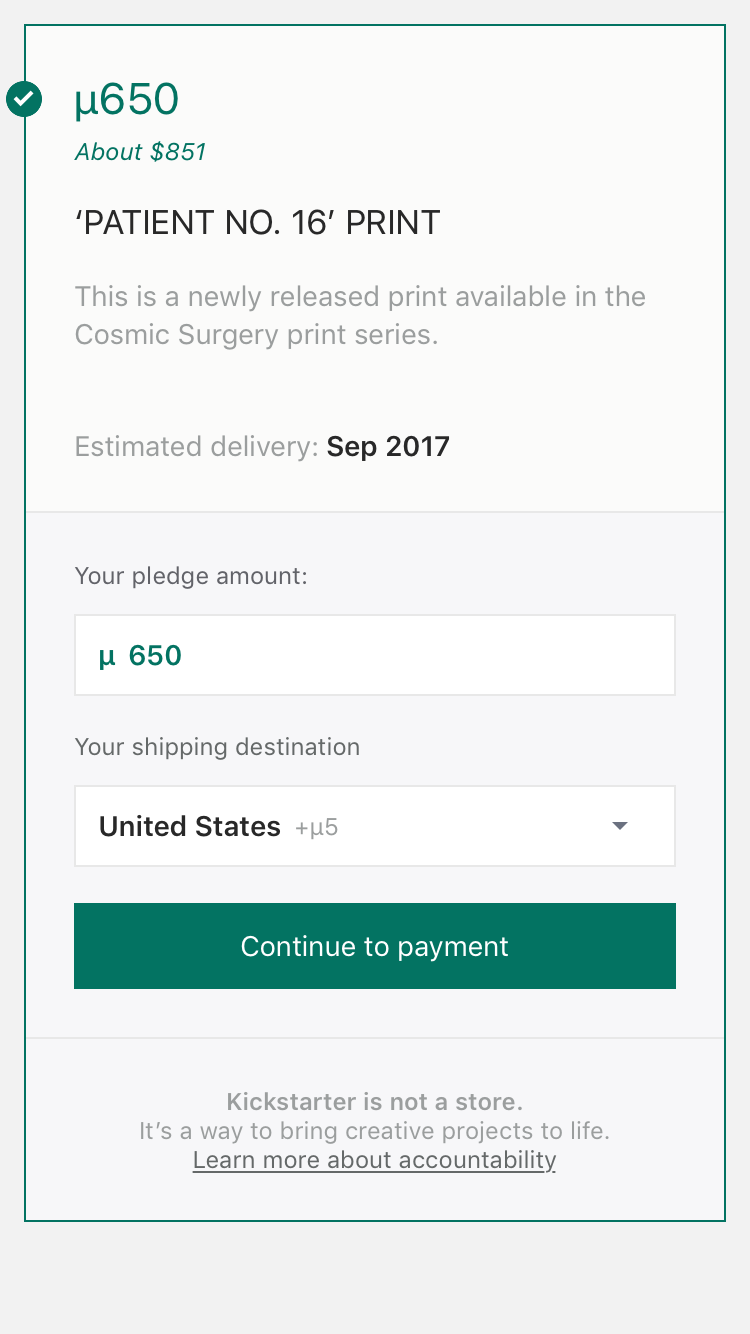 µ650
About $851
‘PATIENT NO. 16’ PRINT
This is a newly released print available in the
Cosmic Surgery print series.
Estimated delivery: Sep 2017
Your pledge amount:
µ 650
Your shipping destination
United States +µ5
Continue to payment
Kickstarter is not a store.
It’s a way to bring creative projects to life.
Learn more about accountability